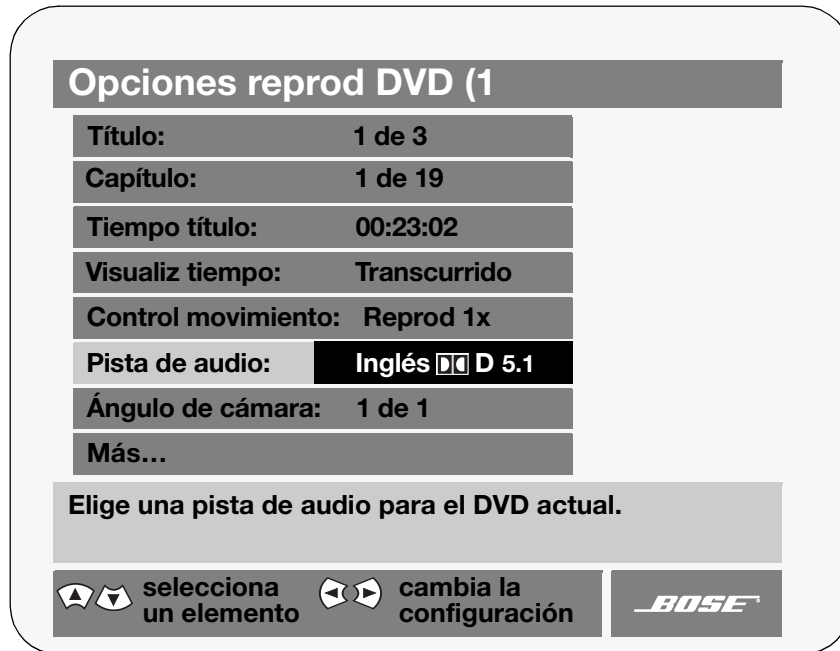 Opciones reprod DVD (1
Título: 1 de 3
Capítulo: 1 de 19
Tiempo título: 00:23:02
Visualiz tiempo: Transcurrido
Control movimiento: Reprod 1x
Pista de audio: Inglés D 5.1
Ángulo de cámara: 1 de 1
Más...
Elige una pista de audio para el DVD actual.
selecciona
un elemento
cambia la
configuración
BOSE